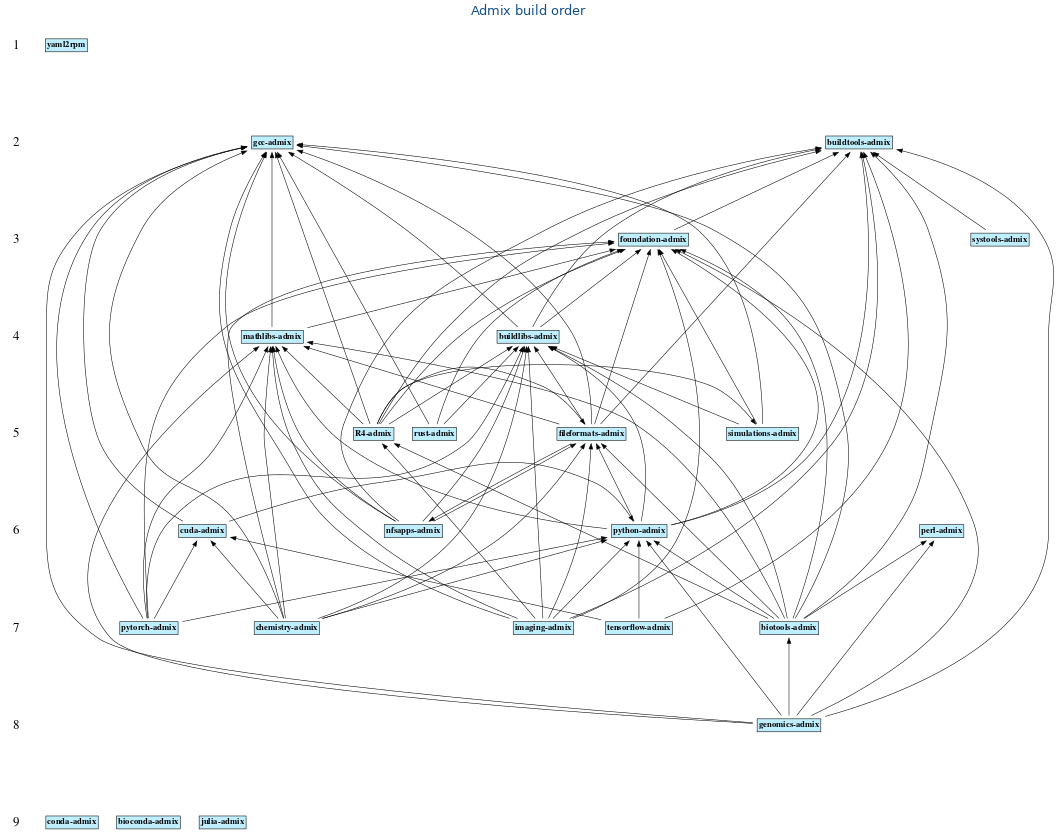 Admix build order
1
yaml2rpm
2
gcc-admix
buildtools-admix
3
foundation-admix
systools-admix
4
mathlibs-admix
buildlibs-admix
5
R4-admix
rust-admix
fileformats-admix
simulations-admix
6
cuda-admix
nfsapps-admix
python-admix
perl-admix
7
pytorch-admix
chemistry-admix
imaging-admix
tensorflow-admix
biotools-admix
8
genomics-admix
9
conda-admix
bioconda-admix
julia-admix